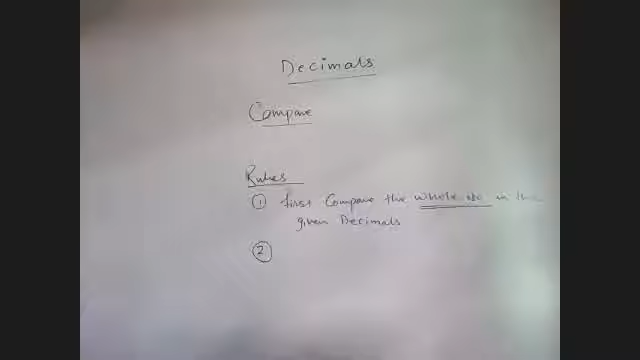 Decimals
Compare
Rules
① first Compare the whole no in the
given Decimals
②